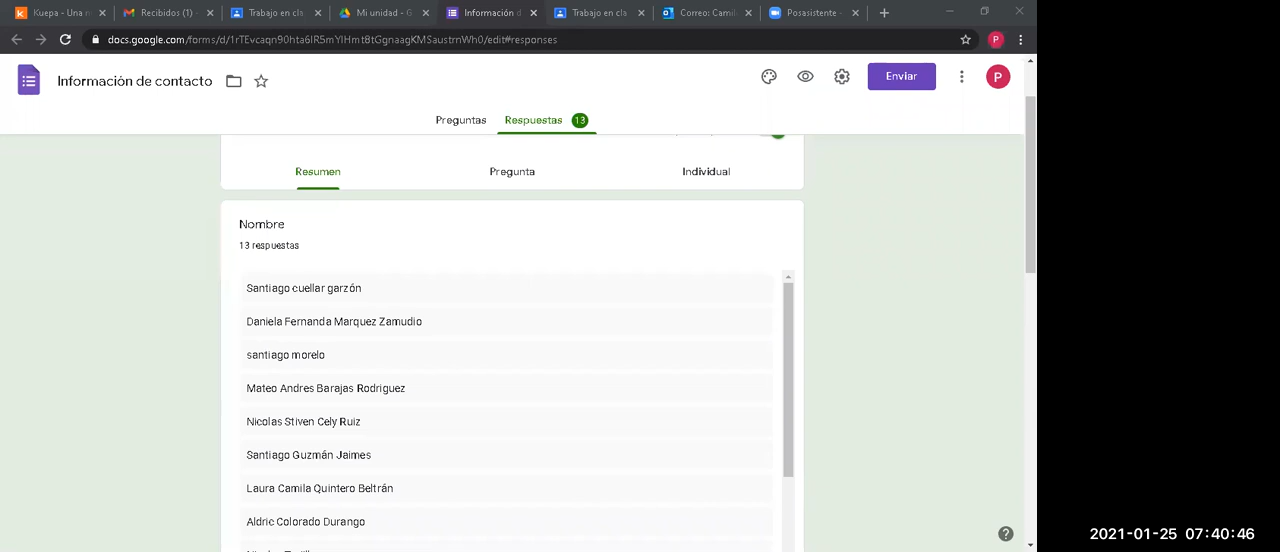 Kuepa - Una n
Recibidos (1) -
Trabajo en cla
Mi unidad - G
Información d
Trabajo en cla
Correo: Camil
Posasistente -
docs.google.com/forms/d/1rTEvcaqn90hta6IR5mYIHmt8tGgnaagKMSaustrnWh0/edit#responses
P
Información de contacto
Enviar
P
Preguntas
Respuestas 13
Resumen
Pregunta
Individual
Nombre
13 respuestas
Santiago cuellar garzón
Daniela Fernanda Marquez Zamudio
santiago morelo
Mateo Andres Barajas Rodriguez
Nicolas Stiven Cely Ruiz
Santiago Guzmán Jaimes
Laura Camila Quintero Beltrán
Aldric Colorado Durango
2021-01-25 07:40:46